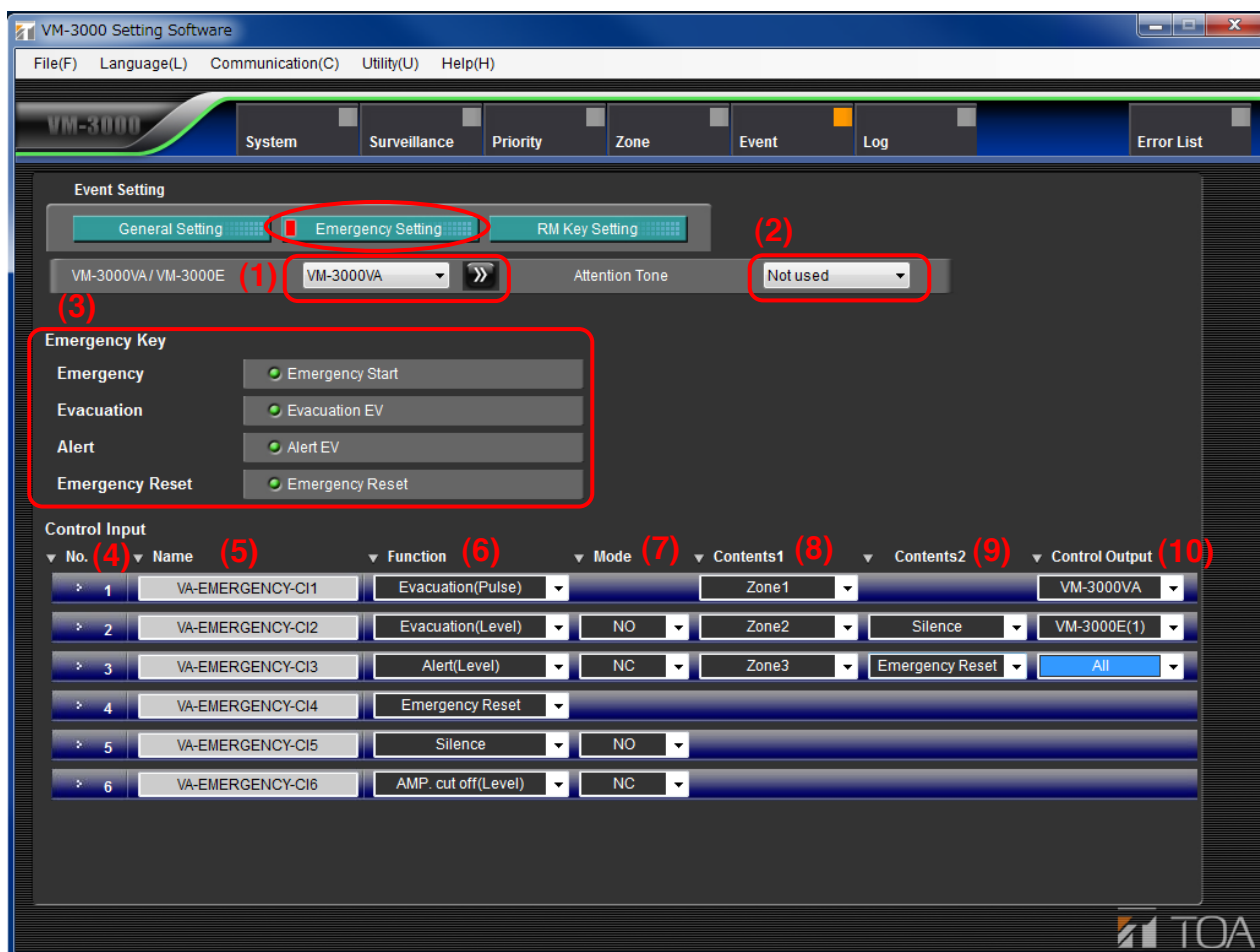 VM-3000 Setting Software
File(F) Language(L) Communication(C) Utility(U) Help(H)
VM-3000
System Surveillance Priority Zone Event Log Error List
Event Setting
General Setting Emergency Setting RM Key Setting
(2)
VM-3000VA / VM-3000E (1) VM-3000VA Attention Tone Not used
(3)
Emergency Key
Emergency Emergency Start
Evacuation Evacuation EV
Alert Alert EV
Emergency Reset Emergency Reset
Control Input
No. (4) Name (5) Function (6) Mode (7) Contents1 (8) Contents2 (9) Control Output (10)
1 VA-EMERGENCY-CI1 Evacuation(Pulse) Zone1 VM-3000VA
2 VA-EMERGENCY-CI2 Evacuation(Level) NO Zone2 Silence VM-3000E(1)
3 VA-EMERGENCY-CI3 Alert(Level) NC Zone3 Emergency Reset All
4 VA-EMERGENCY-CI4 Emergency Reset
5 VA-EMERGENCY-CI5 Silence NO
6 VA-EMERGENCY-CI6 AMP. cut off(Level) NC
TOA